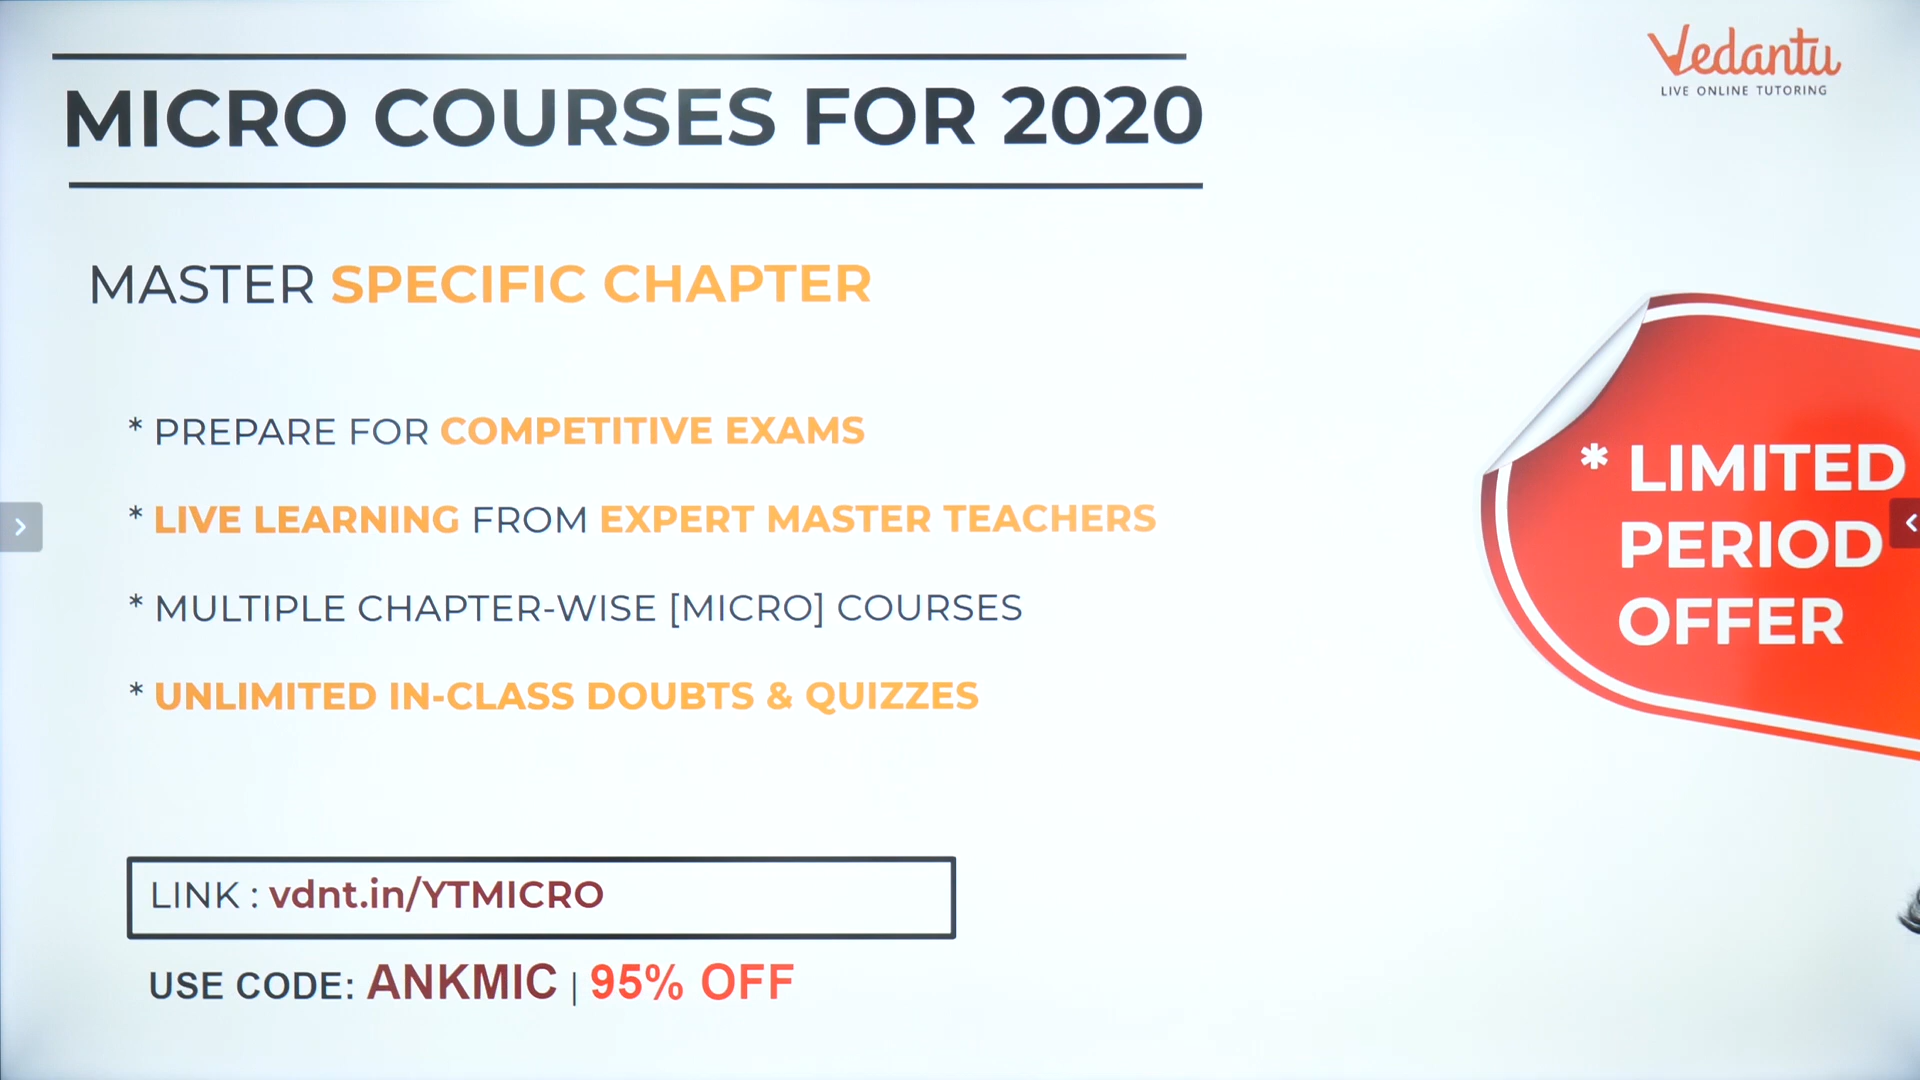 Vedantu
LIVE ONLINE TUTORING
MICRO COURSES FOR 2020
MASTER SPECIFIC CHAPTER
* PREPARE FOR COMPETITIVE EXAMS
* LIVE LEARNING FROM EXPERT MASTER TEACHERS
* MULTIPLE CHAPTER-WISE [MICRO] COURSES
* UNLIMITED IN-CLASS DOUBTS & QUIZZES
* LIMITED
PERIOD
OFFER
LINK : vdnt.in/YTMICRO
USE CODE: ANKMIC | 95% OFF